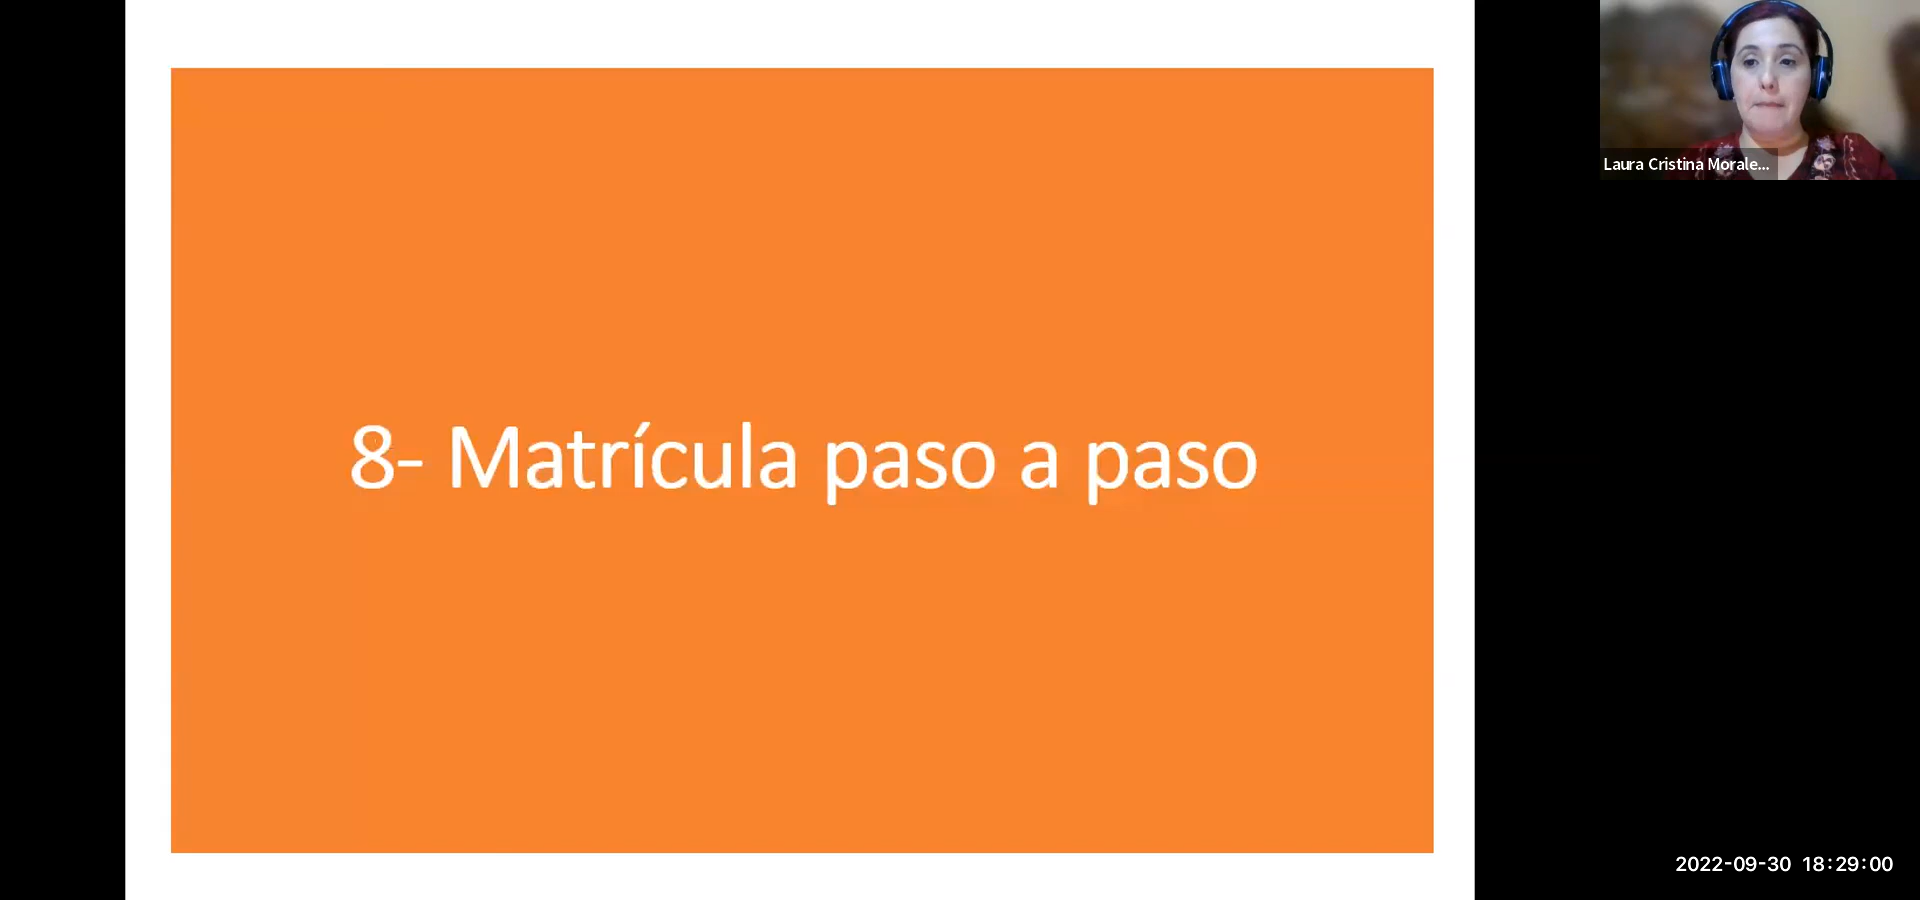 8- Matrícula paso a paso
Laura Cristina Morale...
2022-09-30 18:29:00